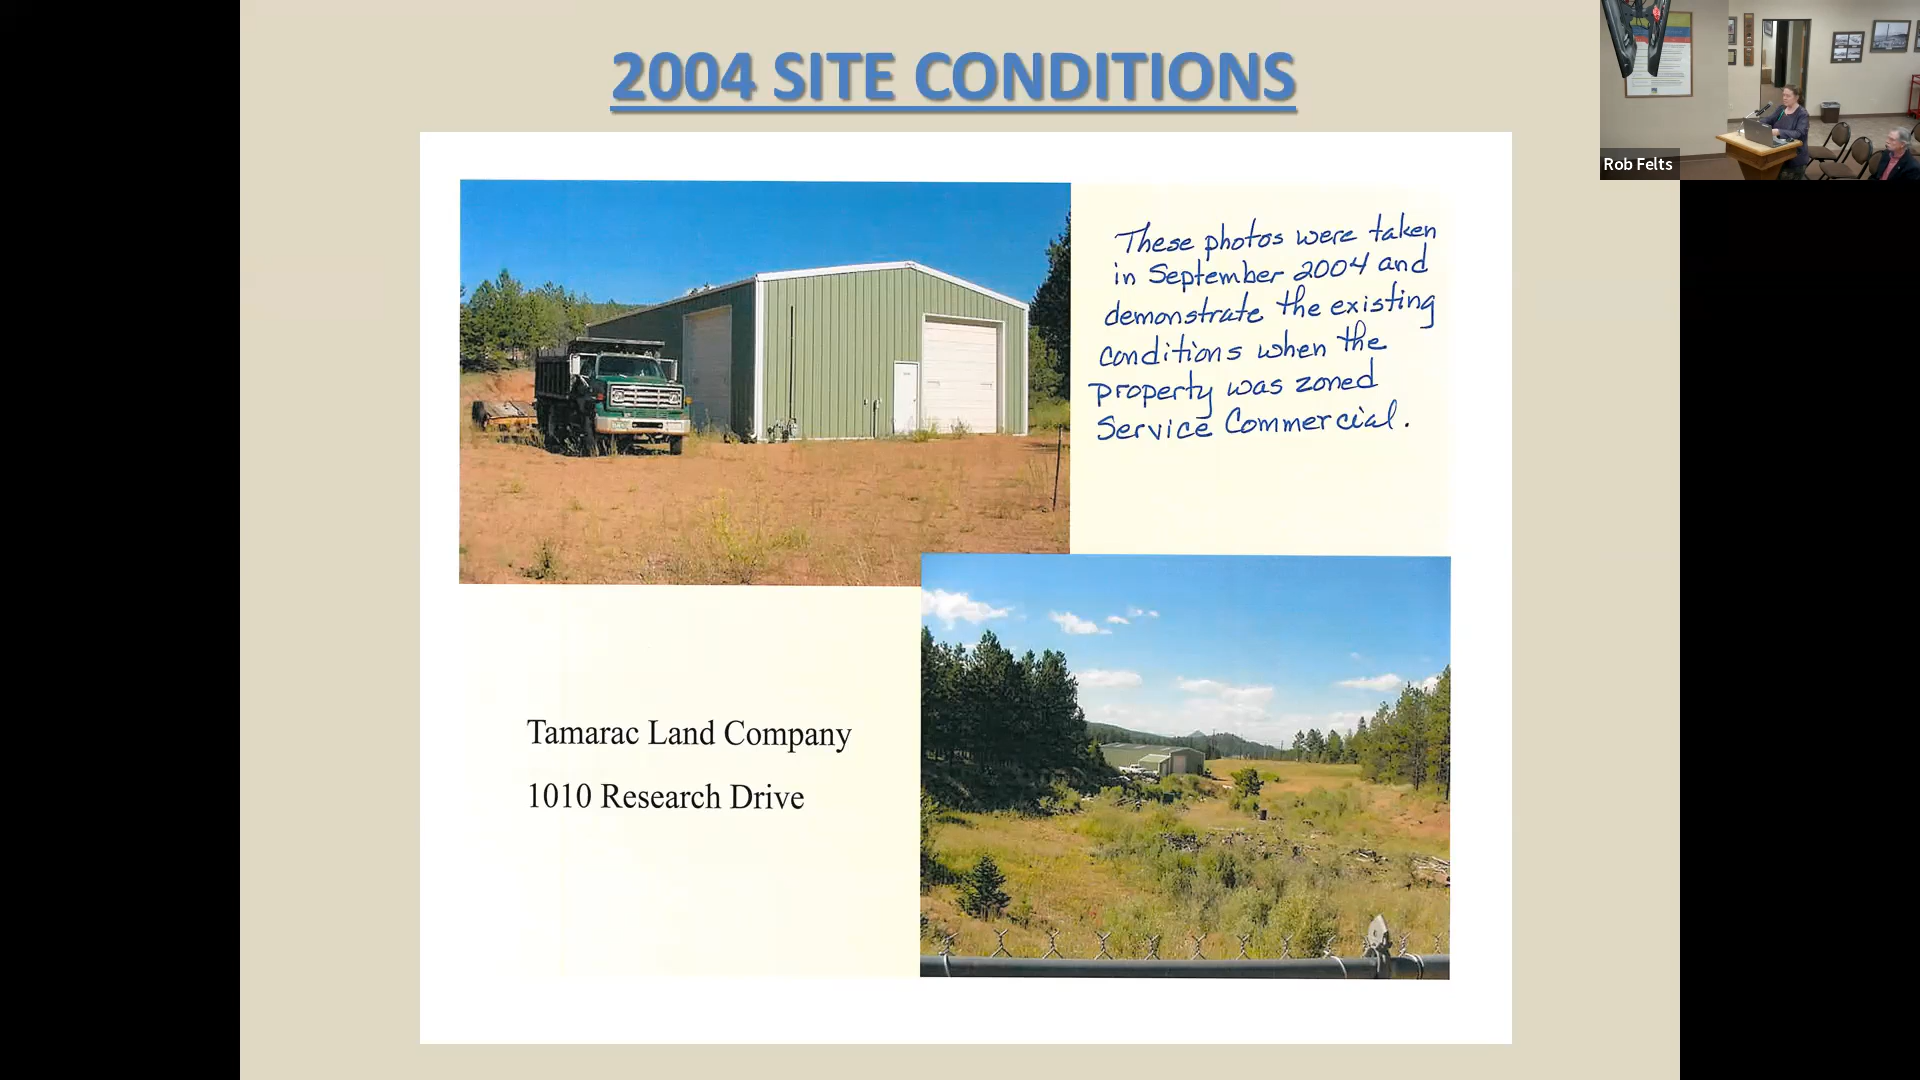 2004 SITE CONDITIONS
Rob Felts
These photos were taken
in September 2004 and
demonstrate the existing
conditions when the
property was zoned
Service Commercial.
Tamarac Land Company
1010 Research Drive